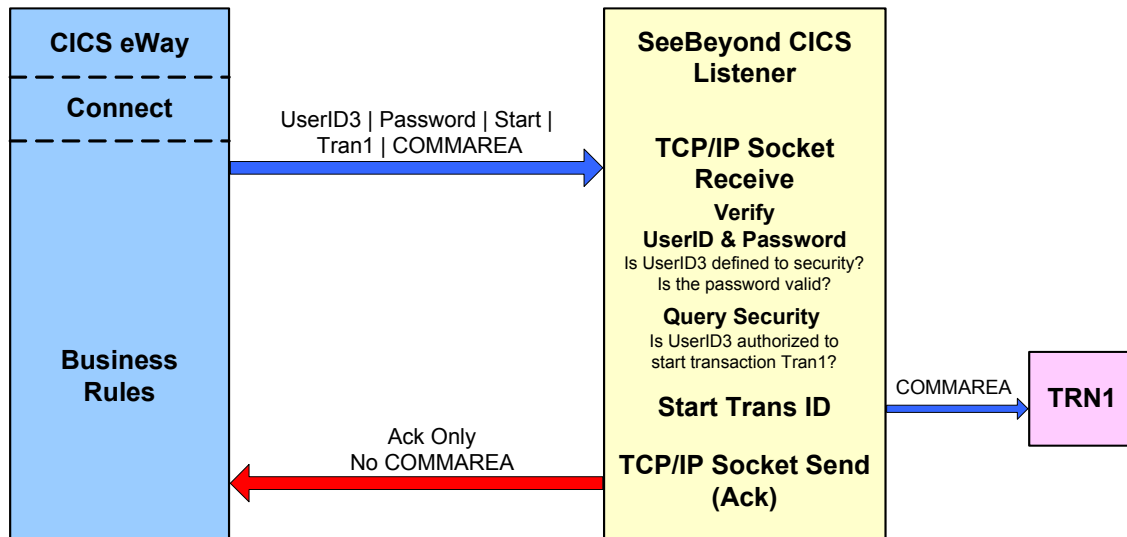 CICS eWay
Connect
Business
Rules
UserID3 | Password | Start |
Tran1 | COMMAREA
Ack Only
No COMMAREA
SeeBeyond CICS
Listener
TCP/IP Socket
Receive
Verify
UserID & Password
Is UserID3 defined to security?
Is the password valid?
Query Security
Is UserID3 authorized to
start transaction Tran1?
Start Trans ID
TCP/IP Socket Send
(Ack)
COMMAREA
TRN1